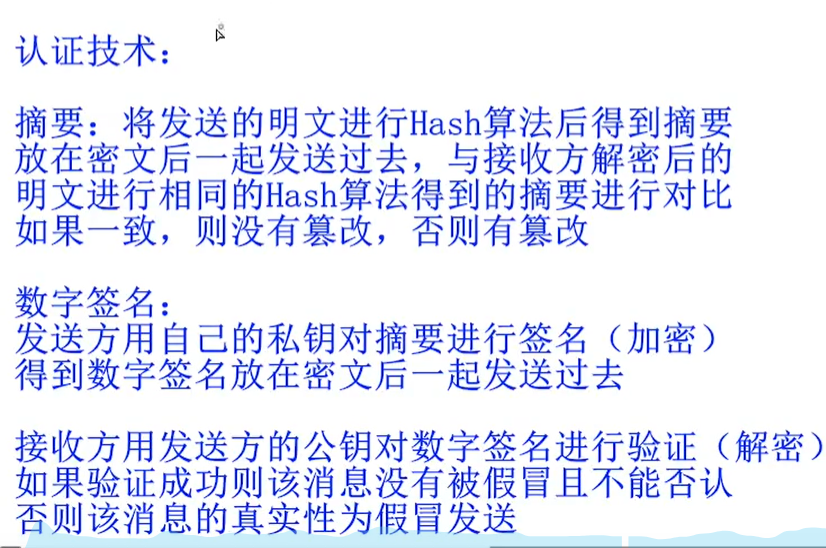 认证技术：
摘要：将发送的明文进行Hash算法后得到摘要
放在密文后一起发送过去，与接收方解密后的
明文进行相同的Hash算法得到的摘要进行对比
如果一致，则没有篡改，否则有篡改
数字签名：
发送方用自己的私钥对摘要进行签名（加密）
得到数字签名放在密文后一起发送过去
接收方用发送方的公钥对数字签名进行验证（解密）
如果验证成功则该消息没有被假冒且不能否认
否则该消息的真实性为假冒发送